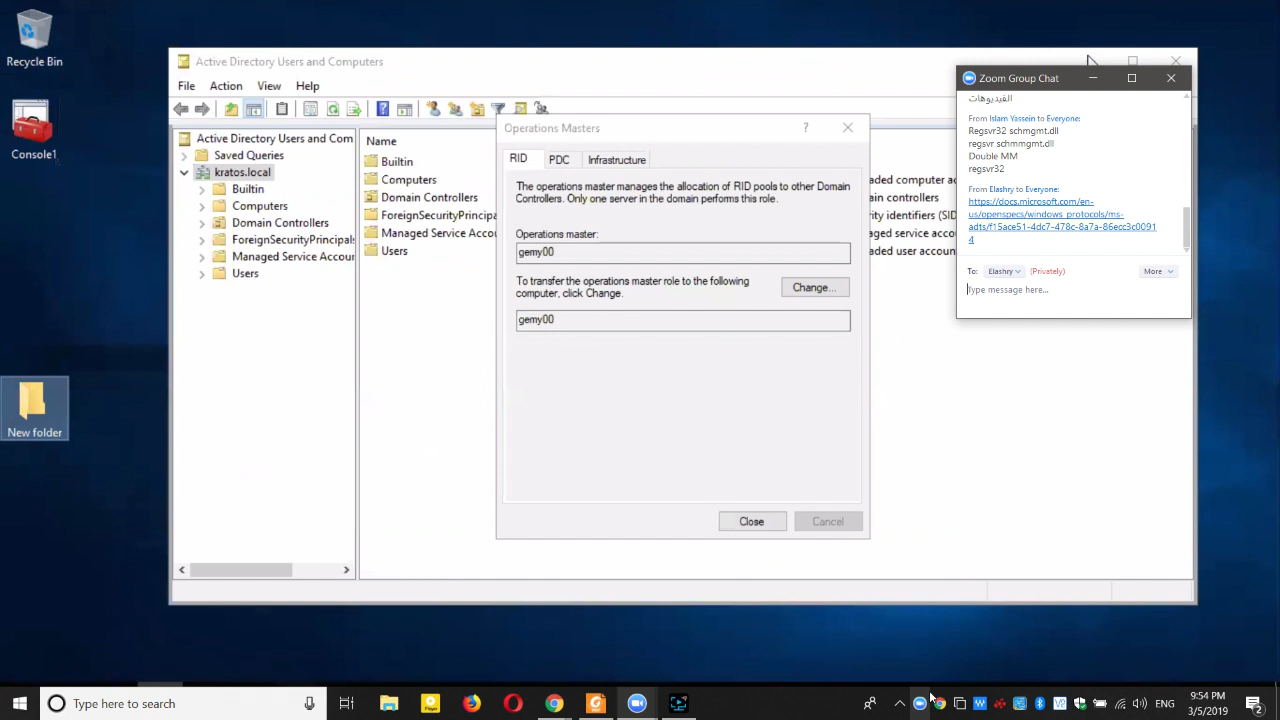 Recycle Bin
Console1
New folder
Active Directory Users and Computers
File Action View Help
Active Directory Users and Com
Saved Queries
kratos.local
Builtin
Computers
Domain Controllers
ForeignSecurityPrincipals
Managed Service Accour
Users
Name
Builtin
Computers
Domain Controllers
ForeignSecurityPrincipa
Managed Service Accou
Users
aded computer ac
in controllers
ity identifiers (SID
ged service accou
ded user accoun
Operations Masters
RID PDC Infrastructure
The operations master manages the allocation of RID pools to other Domain
Controllers. Only one server in the domain performs this role.
Operations master:
gemy00
To transfer the operations master role to the following
computer, click Change.
Change...
gemy00
Close Cancel
Zoom Group Chat
الفيديوهات
From Islam Yassein to Everyone:
Regsvr32 schmgmt.dll
regsvr schmmgmt.dll
Double MM
regsvr32
From Elashry to Everyone:
https://docs.microsoft.com/en-
us/openspecs/windows_protocols/ms-
adts/f15ace51-4dc7-478c-8a7a-86ecc3c0091
4
To: Elashry (Privately) More
Type message here...
Type here to search
Player
ENG
9:54 PM
3/5/2019
2